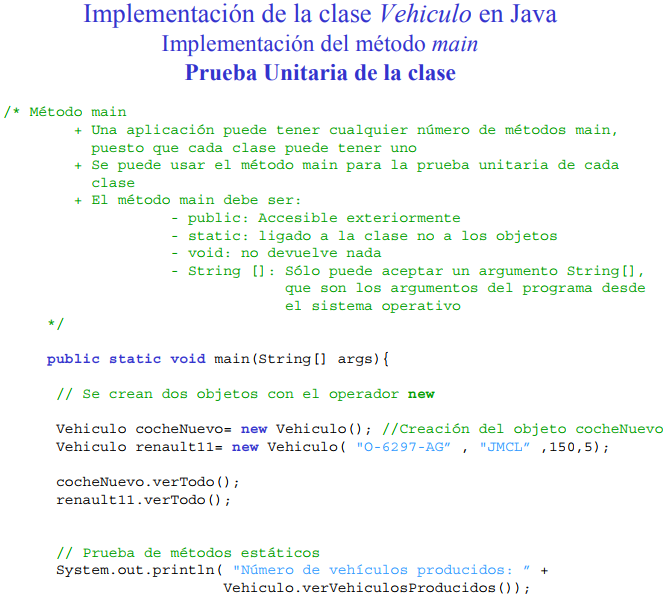 Implementación de la clase Vehiculo en Java
Implementación del método main
Prueba Unitaria de la clase
/* Método main
+ Una aplicación puede tener cualquier número de métodos main,
puesto que cada clase puede tener uno
+ Se puede usar el método main para la prueba unitaria de cada
clase
+ El método main debe ser:
- public: Accesible exteriormente
- static: ligado a la clase no a los objetos
- void: no devuelve nada
- String []: Sólo puede aceptar un argumento String[],
que son los argumentos del programa desde
el sistema operativo
*/
public static void main(String[] args){
// Se crean dos objetos con el operador new
Vehiculo cocheNuevo= new Vehiculo(); //Creación del objeto cocheNuevo
Vehiculo renault11= new Vehiculo( "O-6297-AG” , "JMCL” ,150,5);
cocheNuevo.verTodo();
renault11.verTodo();
// Prueba de métodos estáticos
System.out.println( "Número de vehículos producidos: ” +
Vehiculo.verVehiculosProducidos());